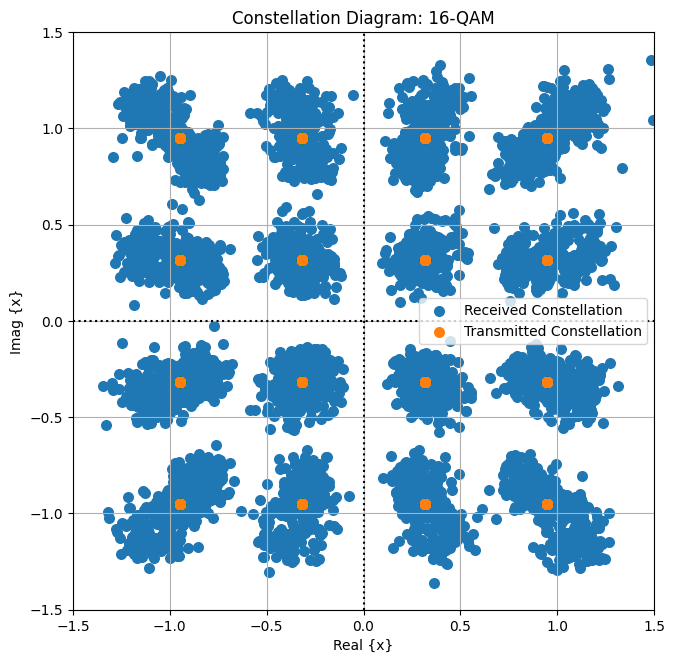 Constellation Diagram: 16-QAM
1.5
1.0
0.5
0.0
−0.5
−1.0
−1.5
Imag {x}
Received Constellation
Transmitted Constellation
−1.5 −1.0 −0.5 0.0 0.5 1.0 1.5
Real {x}